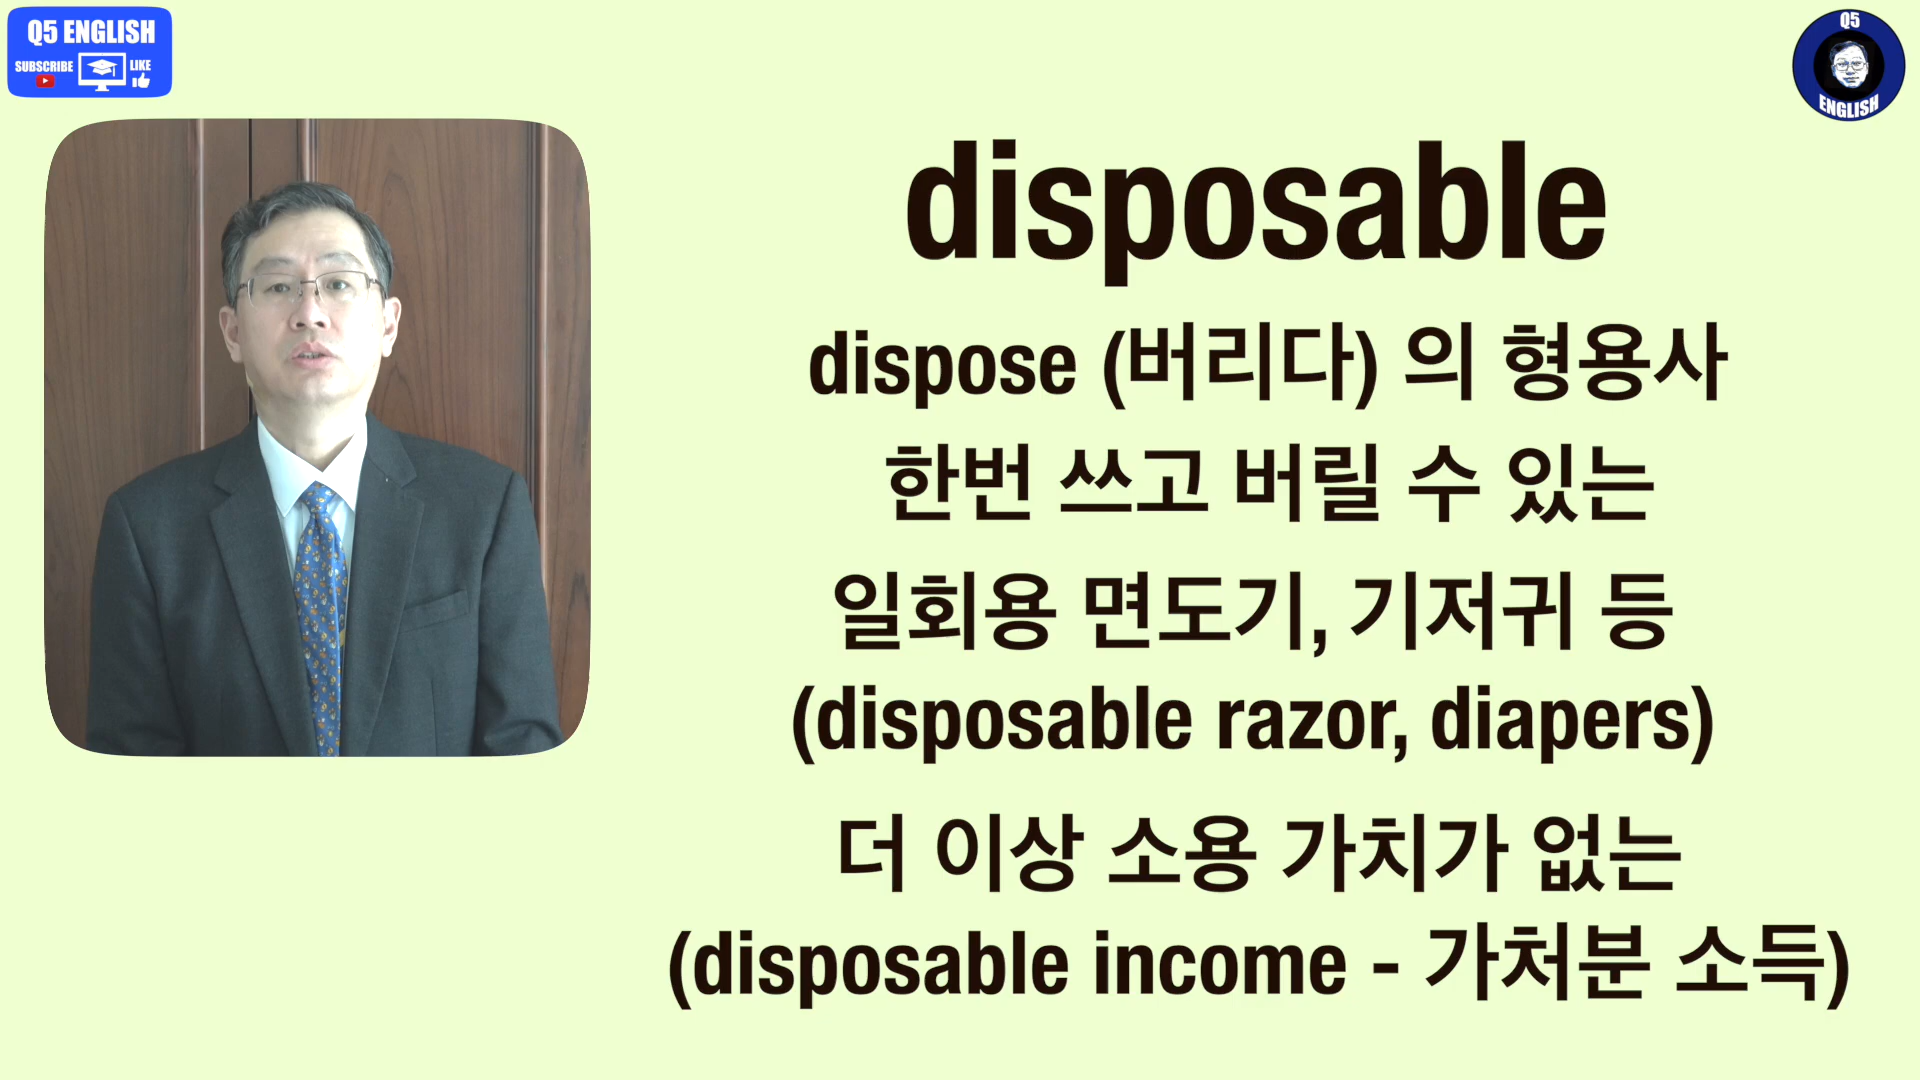 Q5 ENGLISH
SUBSCRIBE
LIKE
Q5
ENGLISH
disposable
dispose (버리다) 의 형용사
한번 쓰고 버릴 수 있는
일회용 면도기, 기저귀 등
(disposable razor, diapers)
더 이상 소용 가치가 없는
(disposable income - 가처분 소득)